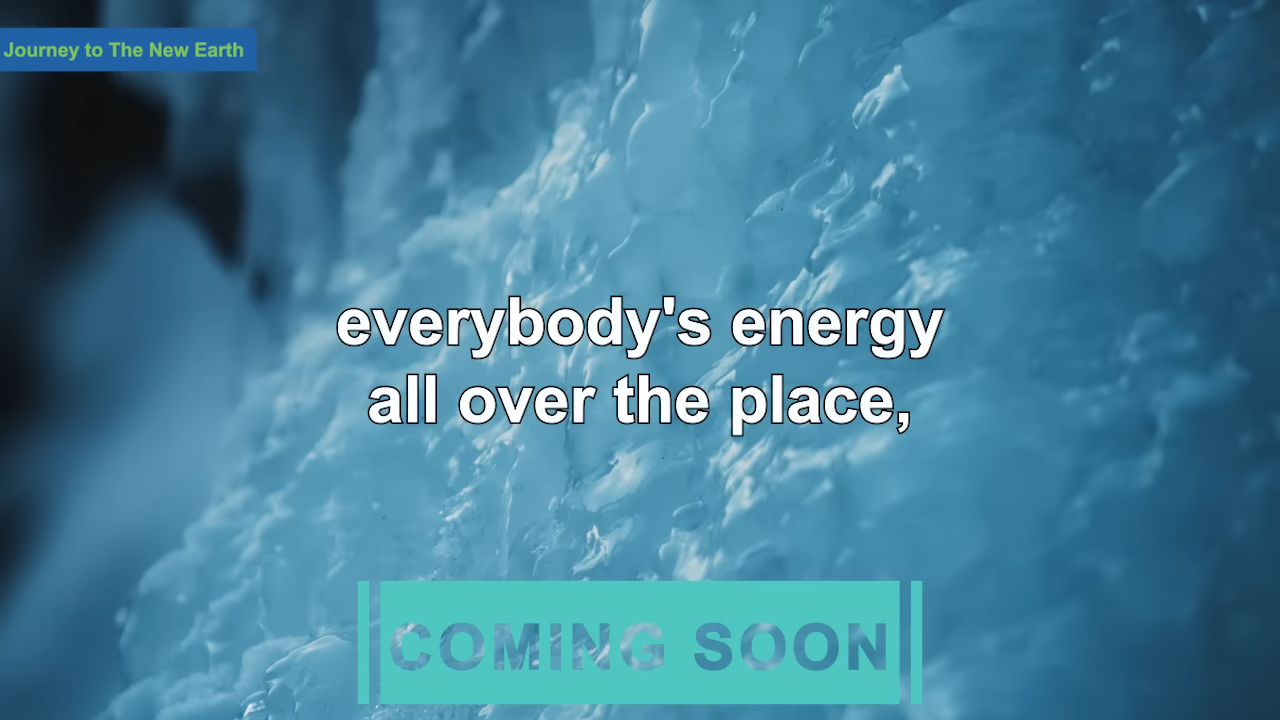 Journey to The New Earth
everybody's energy
all over the place,
COMING SOON